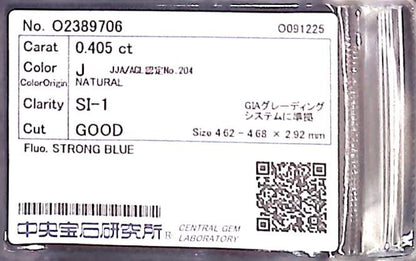 No. O2389706 O091225
Carat 0.405 ct
Color J JJA/AGL認定No.204
ColorOrigin NATURAL
Clarity SI-1 GIAグレーディング
システムに準拠
Cut GOOD Size 4.62 - 4.68 × 2.92 mm
Fluo. STRONG BLUE
中央宝石研究所® CENTRAL GEM
LABORATORY